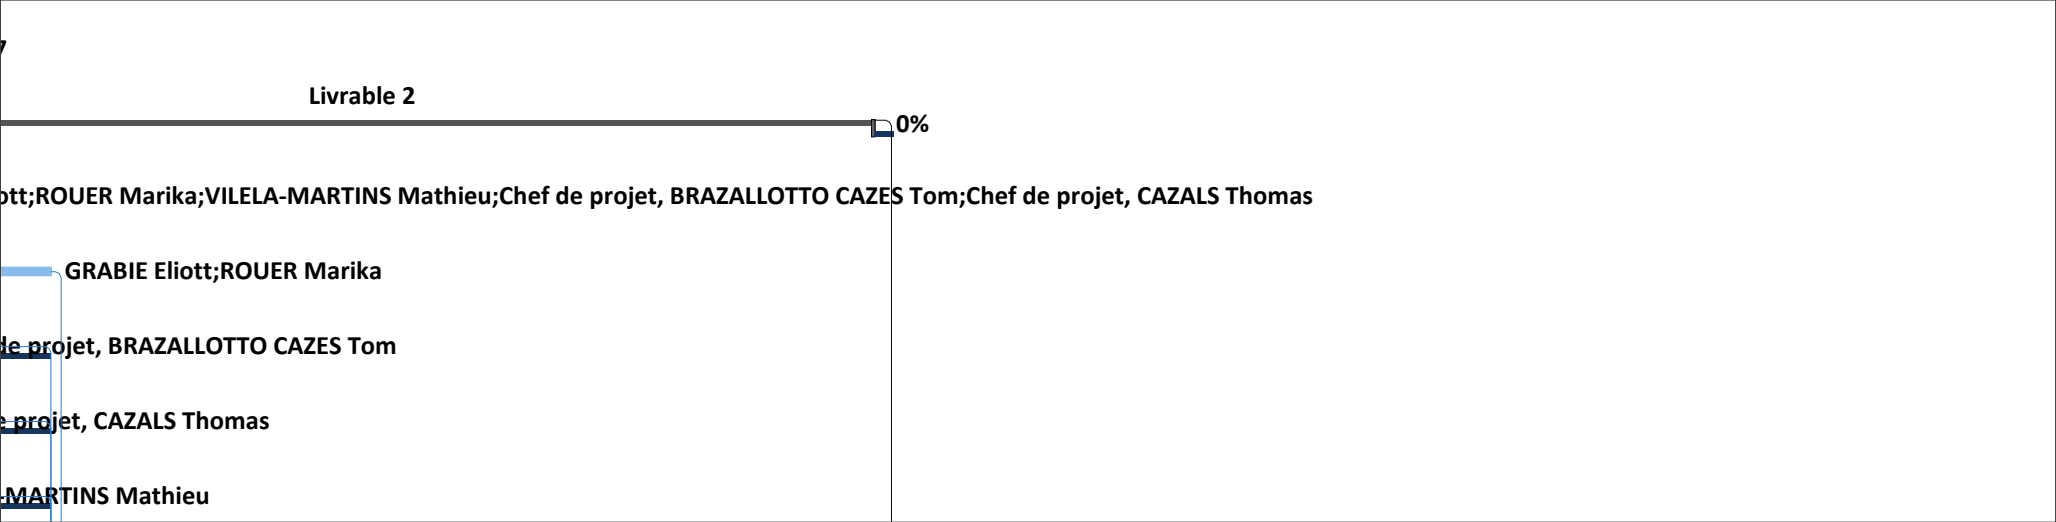 7
Livrable 2
0%
ott;ROUER Marika;VILELA-MARTINS Mathieu;Chef de projet, BRAZALLOTTO CAZES Tom;Chef de projet, CAZALS Thomas
GRABIE Eliott;ROUER Marika
de projet, BRAZALLOTTO CAZES Tom
e projet, CAZALS Thomas
-MARTINS Mathieu